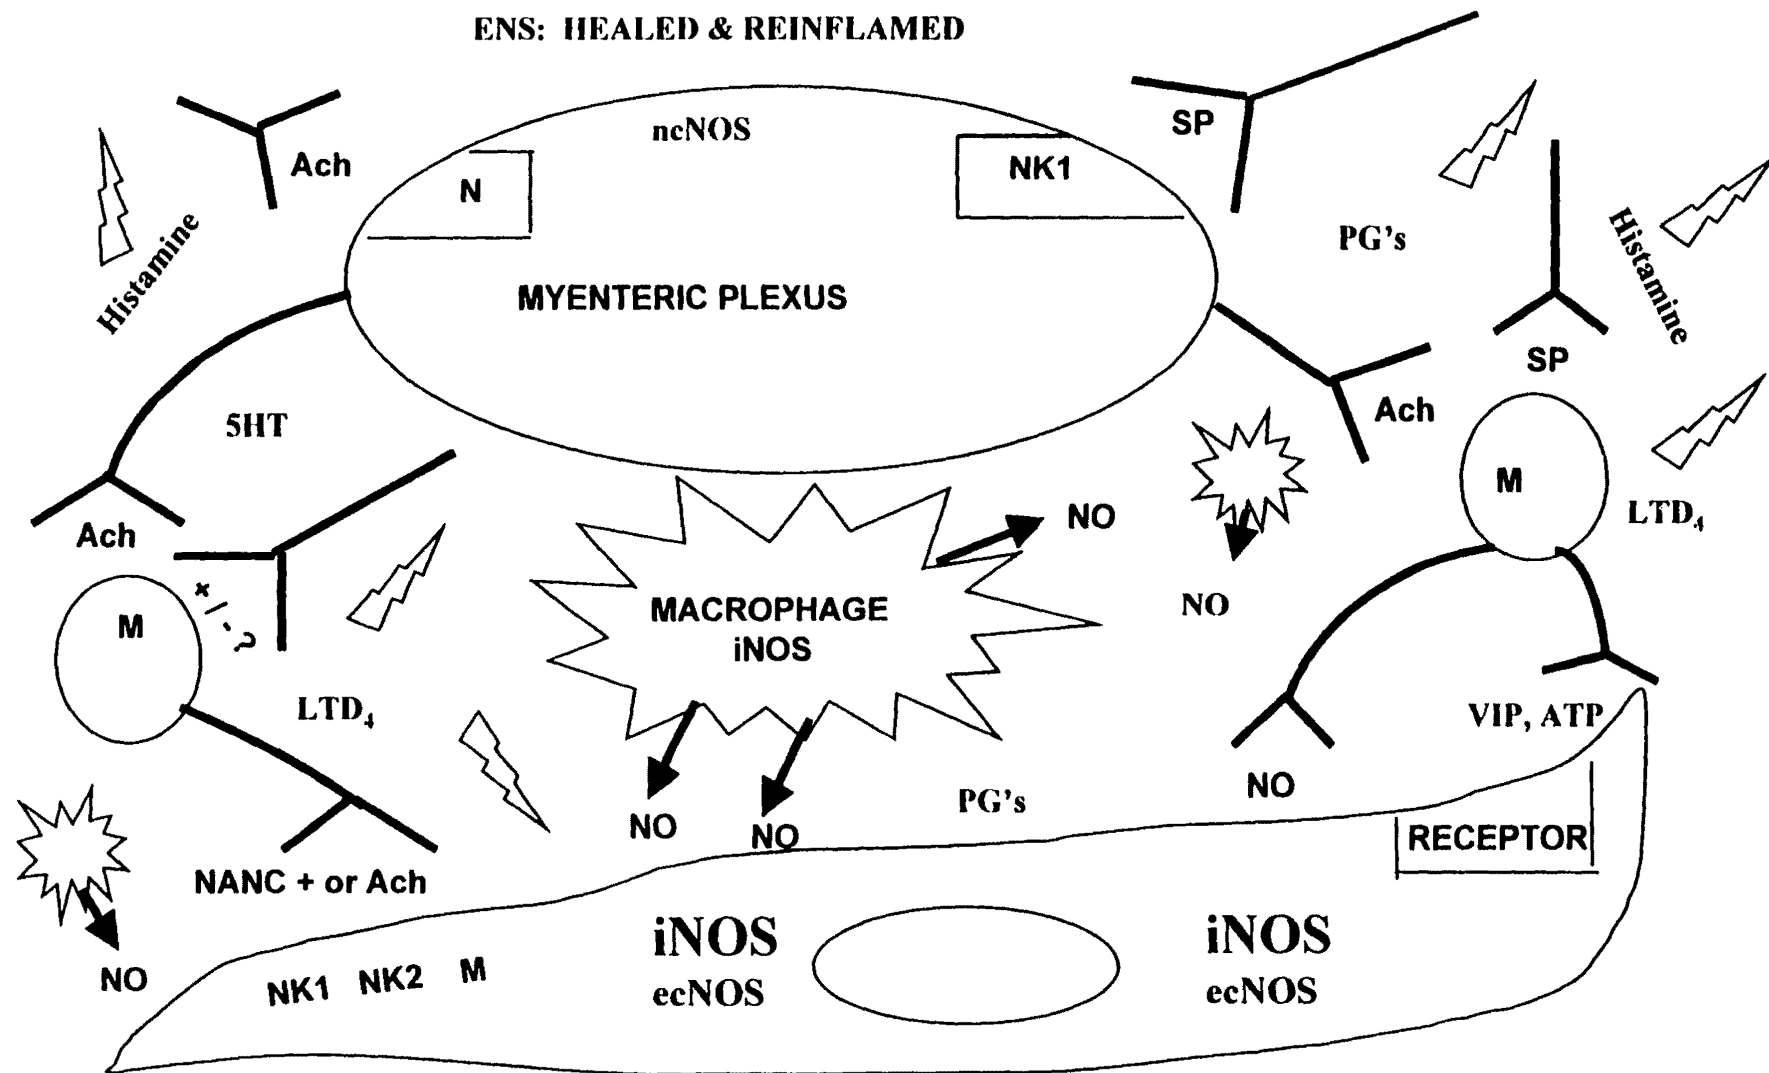 ENS: HEALED & REINFLAMED
ncNOS
SP
Ach
N
NK1
Histamine
PG's
Histamine
MYENTERIC PLEXUS
SP
5HT
Ach
M
LTD₄
Ach
NO
NO
M
+/-?
MACROPHAGE
iNOS
LTD₄
VIP, ATP
NO
PG's
NO
NO
RECEPTOR
NANC + or Ach
NO
NK1 NK2 M
iNOS
ecNOS
iNOS
ecNOS